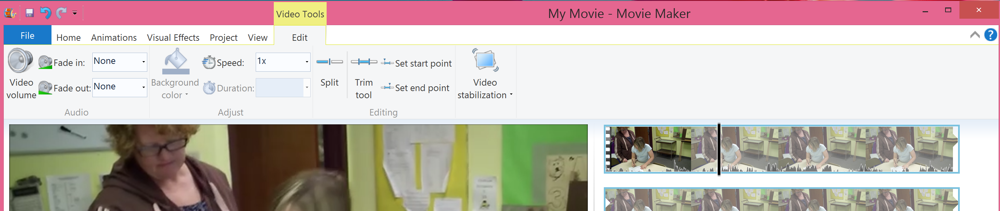 Video Tools
My Movie - Movie Maker
File
Home
Animations
Visual Effects
Project
View
Edit
Video
volume
Fade in:
None
Fade out:
None
Audio
Background
color
Speed:
1x
Duration:
Adjust
Split
Trim
tool
Set start point
Set end point
Editing
Video
stabilization